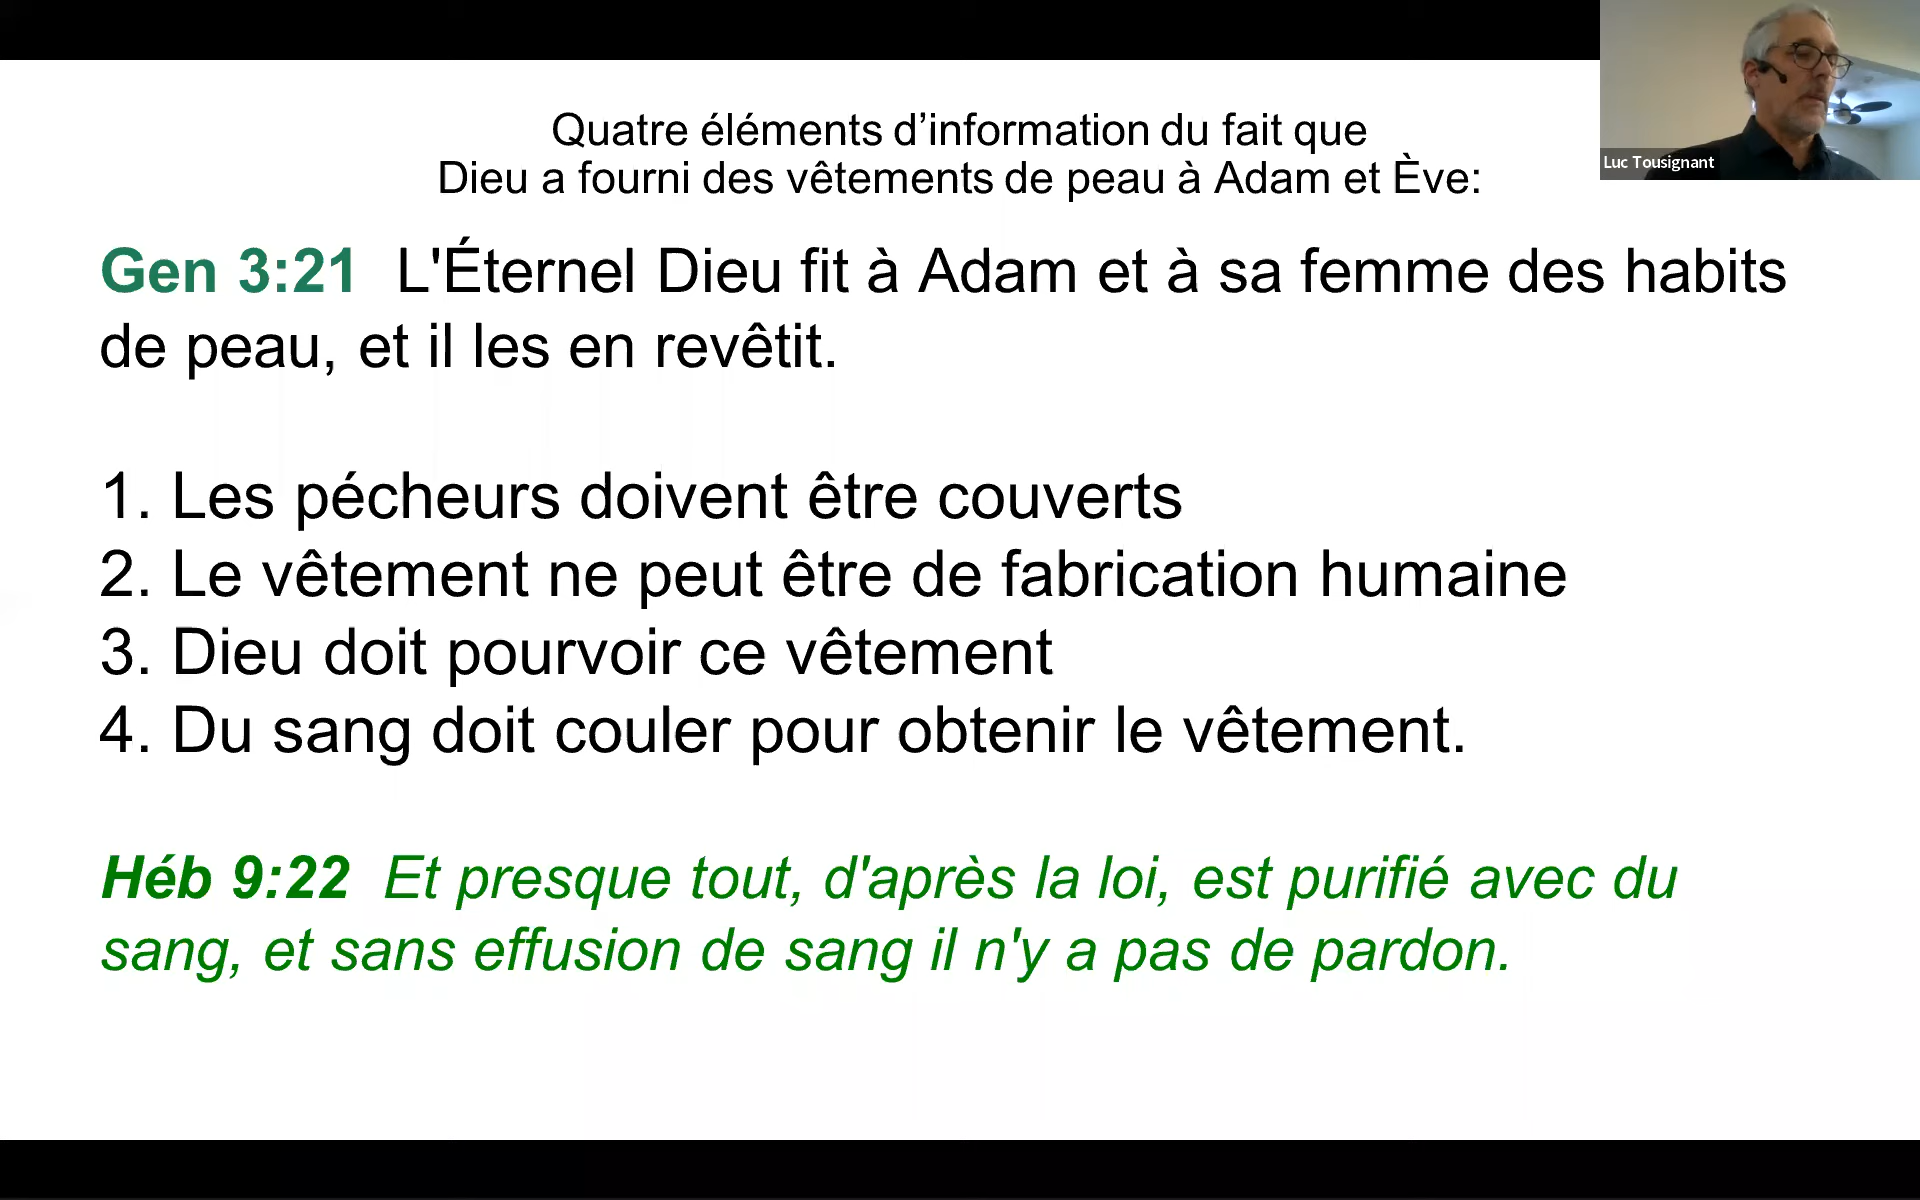 Quatre éléments d’information du fait que
Dieu a fourni des vêtements de peau à Adam et Ève:
Luc Tousignant
Gen 3:21 L'Éternel Dieu fit à Adam et à sa femme des habits
de peau, et il les en revêtit.
1. Les pécheurs doivent être couverts
2. Le vêtement ne peut être de fabrication humaine
3. Dieu doit pourvoir ce vêtement
4. Du sang doit couler pour obtenir le vêtement.
Héb 9:22 Et presque tout, d'après la loi, est purifié avec du
sang, et sans effusion de sang il n'y a pas de pardon.